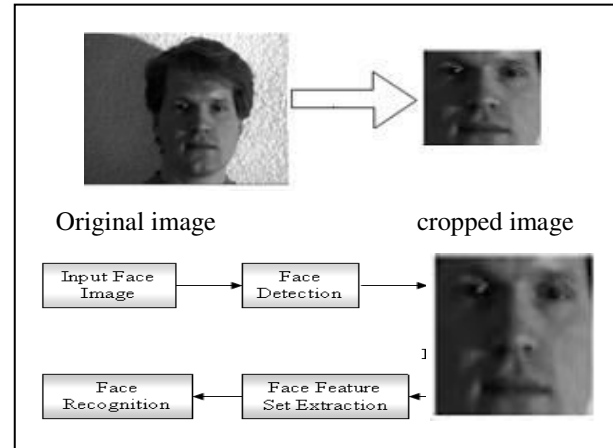 Original image
cropped image
Input Face
Image
Face
Detection
Face
Recognition
Face Feature
Set Extraction